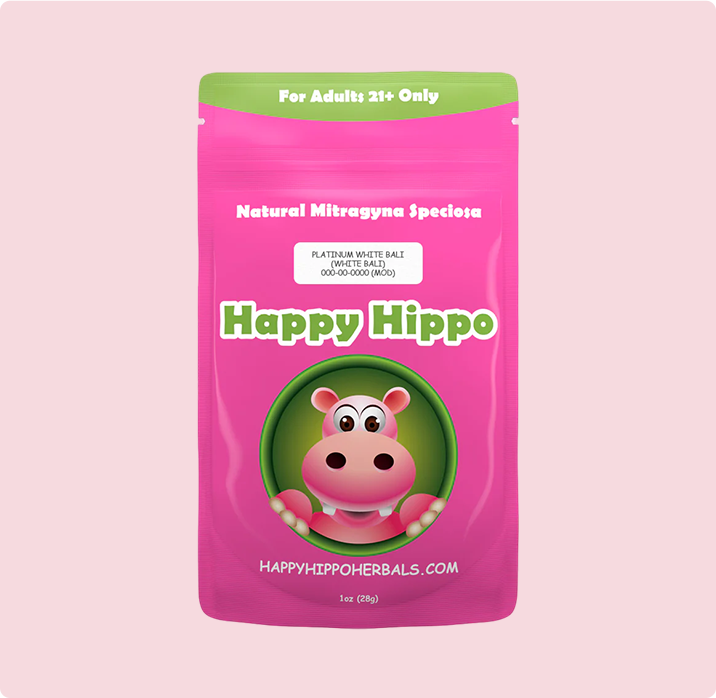 For Adults 21+ Only
Natural Mitragyna Speciosa
PLATINUM WHITE BALI
(WHITE BALI)
000-00-0000 (MOD)
Happy Hippo
HAPPYHIPPOHERBALS.COM
1oz (28g)